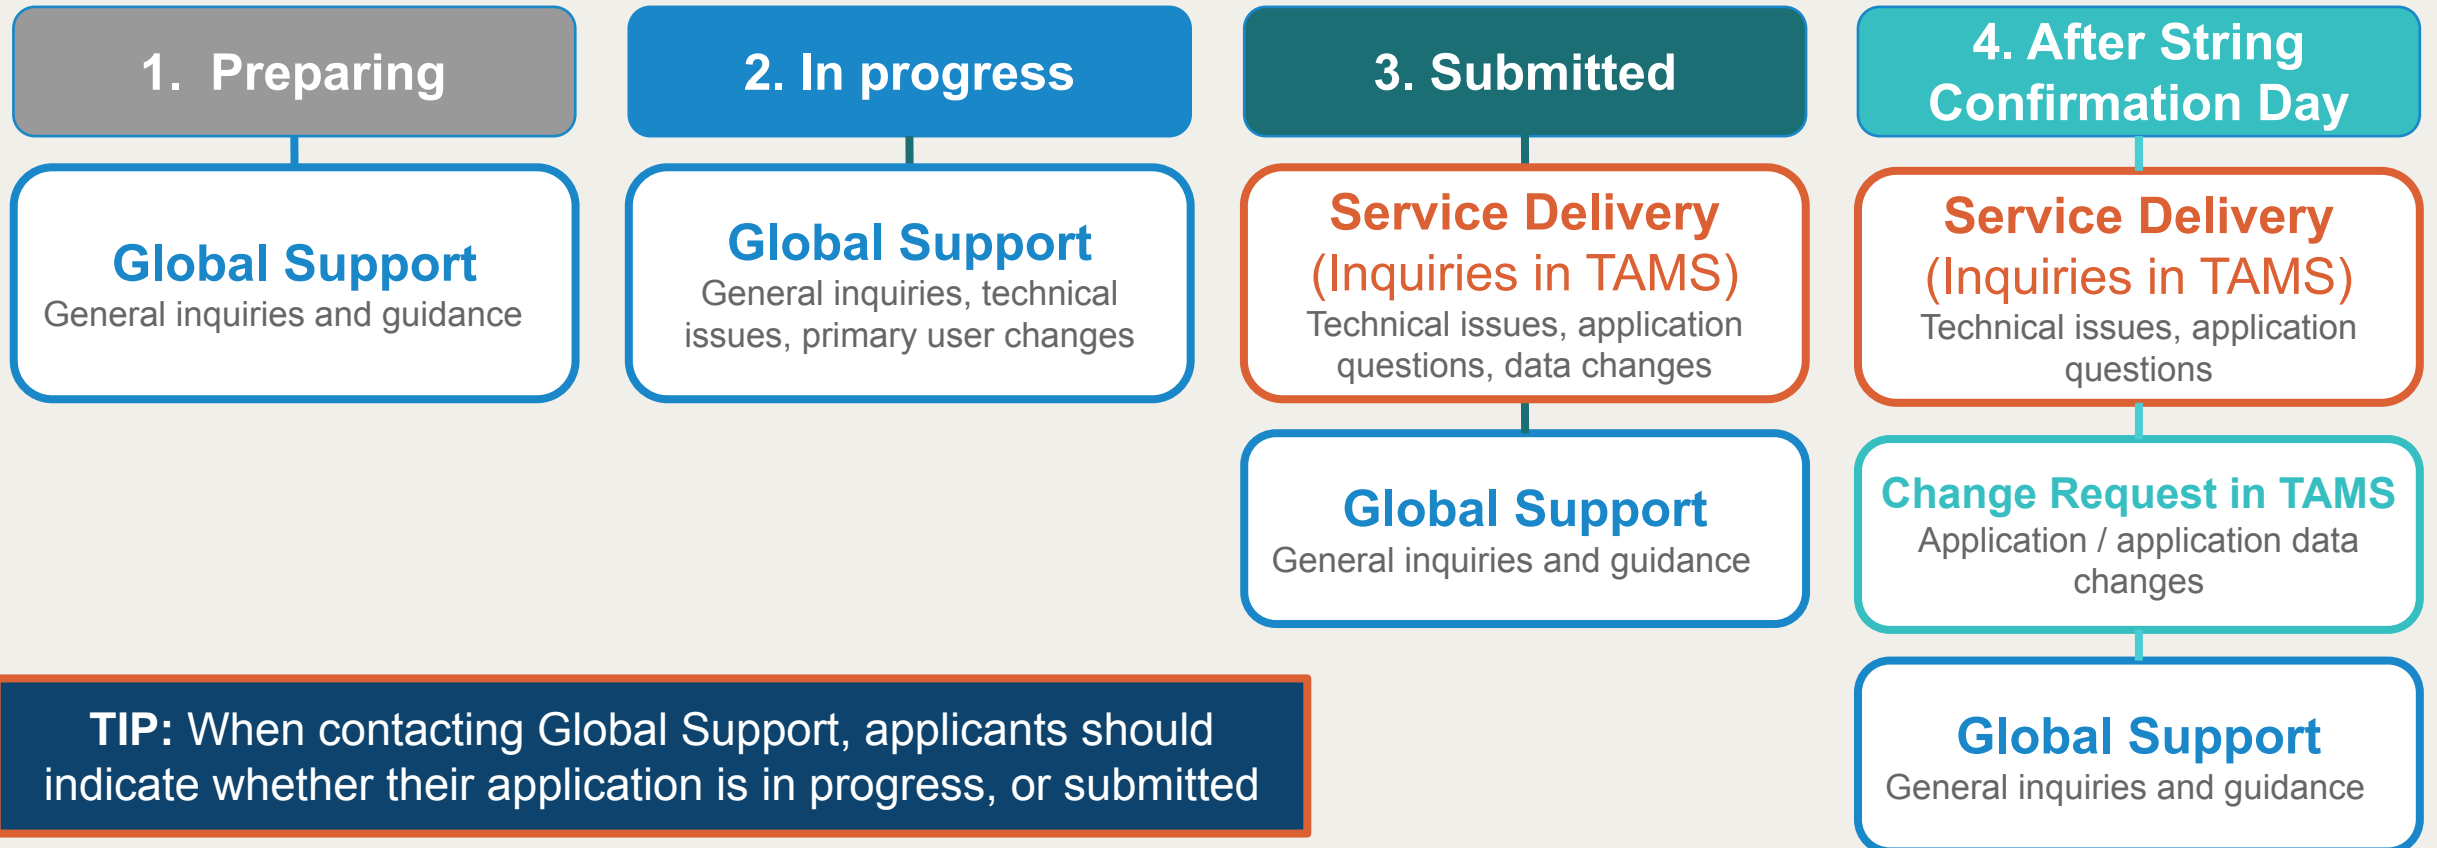 1. Preparing
Global Support
General inquiries and guidance
2. In progress
Global Support
General inquiries, technical
issues, primary user changes
3. Submitted
Service Delivery
(Inquiries in TAMS)
Technical issues, application
questions, data changes
Global Support
General inquiries and guidance
4. After String
Confirmation Day
Service Delivery
(Inquiries in TAMS)
Technical issues, application
questions
Change Request in TAMS
Application / application data
changes
Global Support
General inquiries and guidance
TIP: When contacting Global Support, applicants should
indicate whether their application is in progress, or submitted